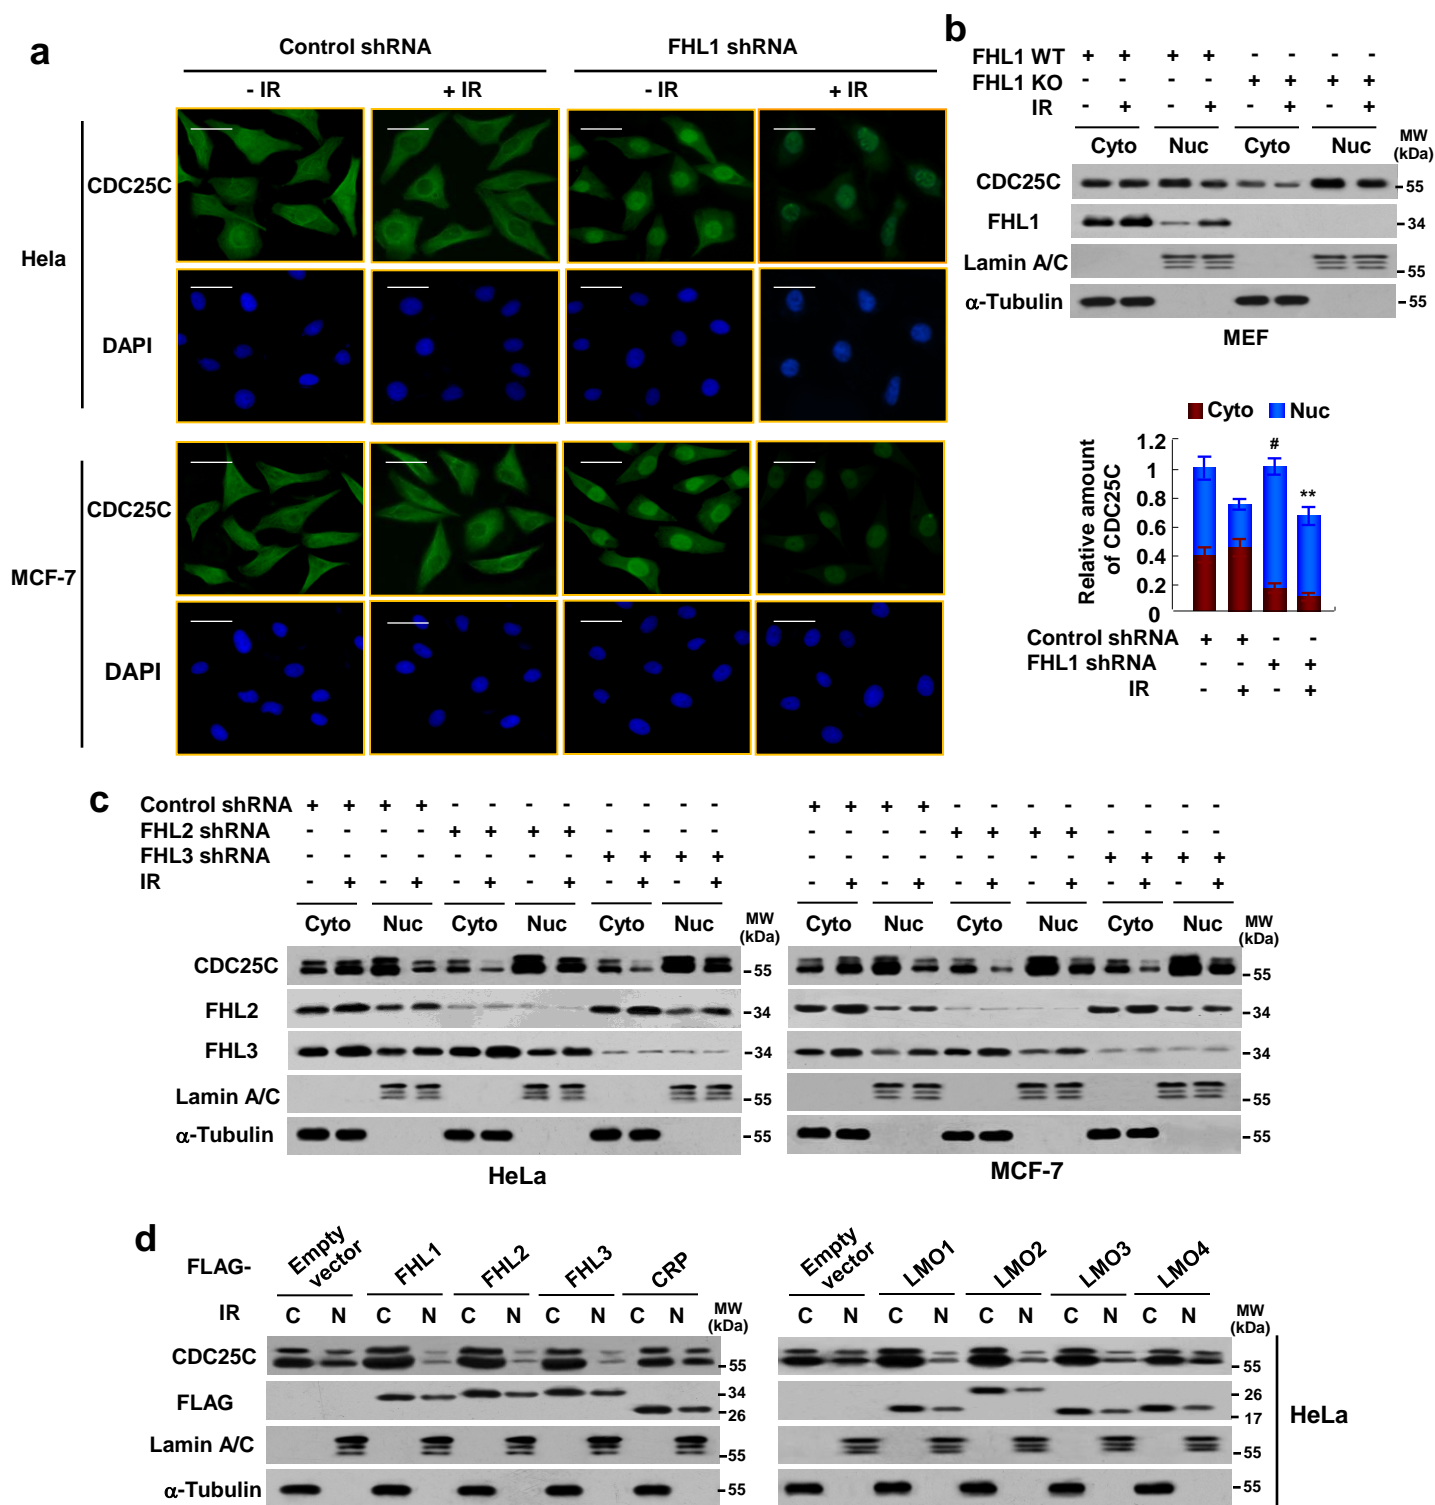 a
Control shRNA
FHL1 shRNA
- IR
+ IR
- IR
+ IR
Hela
CDC25C
DAPI
MCF-7
CDC25C
DAPI
b
FHL1 WT + + + + - - - -
FHL1 KO - - - - + + + +
IR - + - + - + - +
Cyto Nuc Cyto Nuc
MW
(kDa)
CDC25C -55
FHL1 -34
Lamin A/C -55
α-Tubulin -55
MEF
Cyto Nuc
Relative amount
of CDC25C
1.2
1
0.8
0.6
0.4
0.2
0
#
**
Control shRNA + + - -
FHL1 shRNA - - + +
IR - + - +
c
Control shRNA + + + + - - - - - - - -
FHL2 shRNA - - - - + + + + - - - -
FHL3 shRNA - - - - - - - - + + + +
IR - + - + - + - + - + - +
Cyto Nuc Cyto Nuc Cyto Nuc
MW
(kDa)
CDC25C -55
FHL2 -34
FHL3 -34
Lamin A/C -55
α-Tubulin -55
HeLa
+ + + + - - - - - - - -
- - - - + + + + - - - -
- - - - - - - - + + + +
- + - + - + - + - + - +
Cyto Nuc Cyto Nuc Cyto Nuc
MW
(kDa)
-55
-34
-34
-55
-55
MCF-7
d
FLAG-
Empty
vector
FHL1
FHL2
FHL3
CRP
IR C N C N C N C N C N
MW
(kDa)
CDC25C -55
FLAG -34
-26
Lamin A/C -55
α-Tubulin -55
Empty
vector
LMO1
LMO2
LMO3
LMO4
C N C N C N C N C N
MW
(kDa)
-55
-26
-17
-55
-55
HeLa